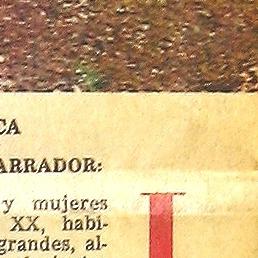 CA
ARRADOR:
y mujeres
XX, habi-
grandes, al-